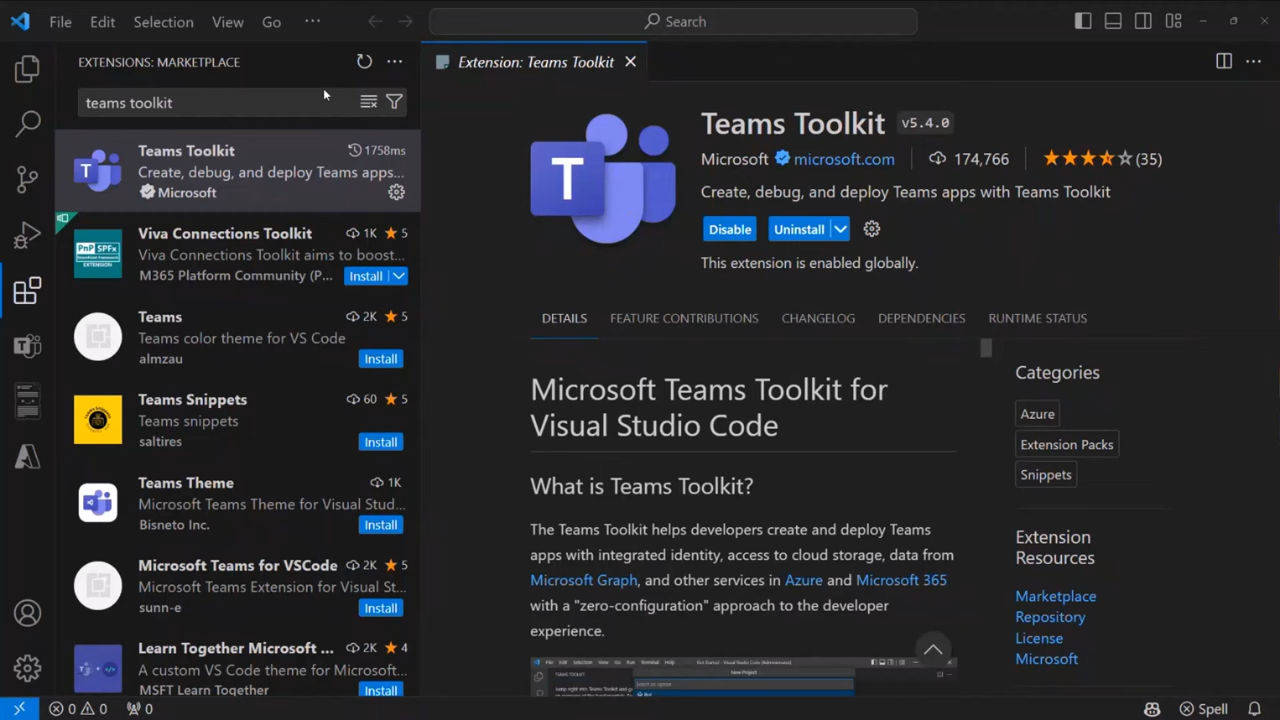 File Edit Selection View Go ... Search
EXTENSIONS: MARKETPLACE
teams toolkit
Teams Toolkit 1758ms
Create, debug, and deploy Teams apps...
Microsoft
Viva Connections Toolkit 1K 5
Viva Connections Toolkit aims to boost...
M365 Platform Community (P... Install
Teams 2K 5
Teams color theme for VS Code
almzau Install
Teams Snippets 60 5
Teams snippets
saltires Install
Teams Theme 1K
Microsoft Teams Theme for Visual Stud...
Bisneto Inc. Install
Microsoft Teams for VSCode 2K 5
Microsoft Teams Extension for Visual St...
sunn-e Install
Learn Together Microsoft ... 2K 4
A custom VS Code theme for Microsoft...
MSFT Learn Together Install
Extension: Teams Toolkit
T
Teams Toolkit v5.4.0
Microsoft microsoft.com 174,766 (35)
Create, debug, and deploy Teams apps with Teams Toolkit
Disable Uninstall
This extension is enabled globally.
DETAILS FEATURE CONTRIBUTIONS CHANGELOG DEPENDENCIES RUNTIME STATUS
Microsoft Teams Toolkit for
Visual Studio Code
What is Teams Toolkit?
The Teams Toolkit helps developers create and deploy Teams
apps with integrated identity, access to cloud storage, data from
Microsoft Graph, and other services in Azure and Microsoft 365
with a "zero-configuration" approach to the developer
experience.
Categories
Azure
Extension Packs
Snippets
Extension
Resources
Marketplace
Repository
License
Microsoft
0 0 0 Spell